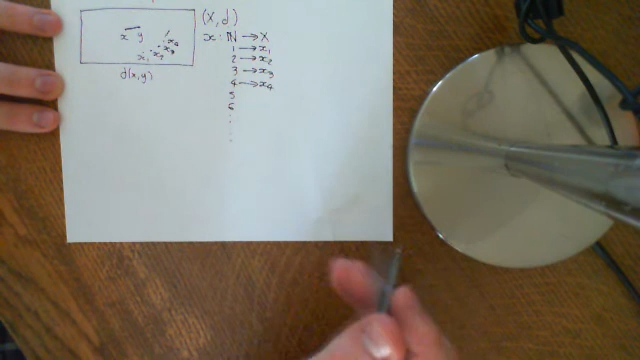 (X, d)
x : ℕ → X
1 → x₁
2 → x₂
3 → x₃
4 → x₄
5
6
⋮
x y
x₁ x₂ x₃ x₄
d(x,y)